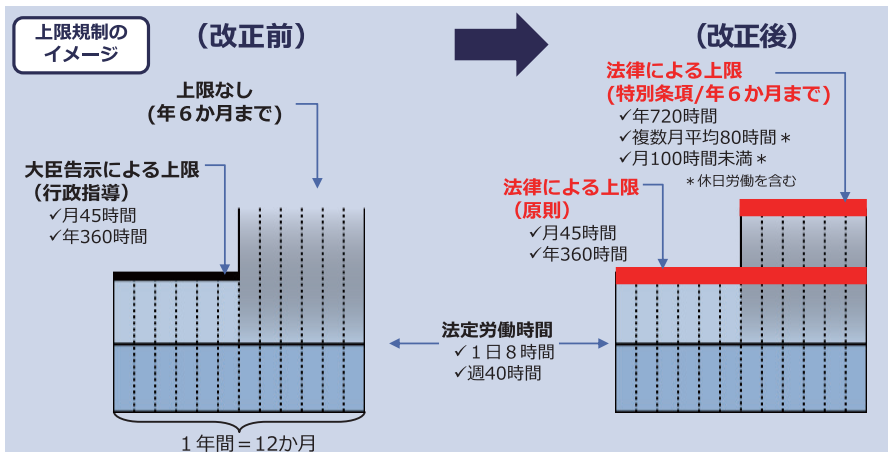 上限規制の
イメージ
（改正前）
上限なし
（年６か月まで）
大臣告示による上限
（行政指導）
✓月45時間
✓年360時間
１年間＝12か月
法定労働時間
✓１日８時間
✓週40時間
（改正後）
法律による上限
（特別条項/年６か月まで）
✓年720時間
✓複数月平均80時間＊
✓月100時間未満＊
＊休日労働を含む
法律による上限
（原則）
✓月45時間
✓年360時間